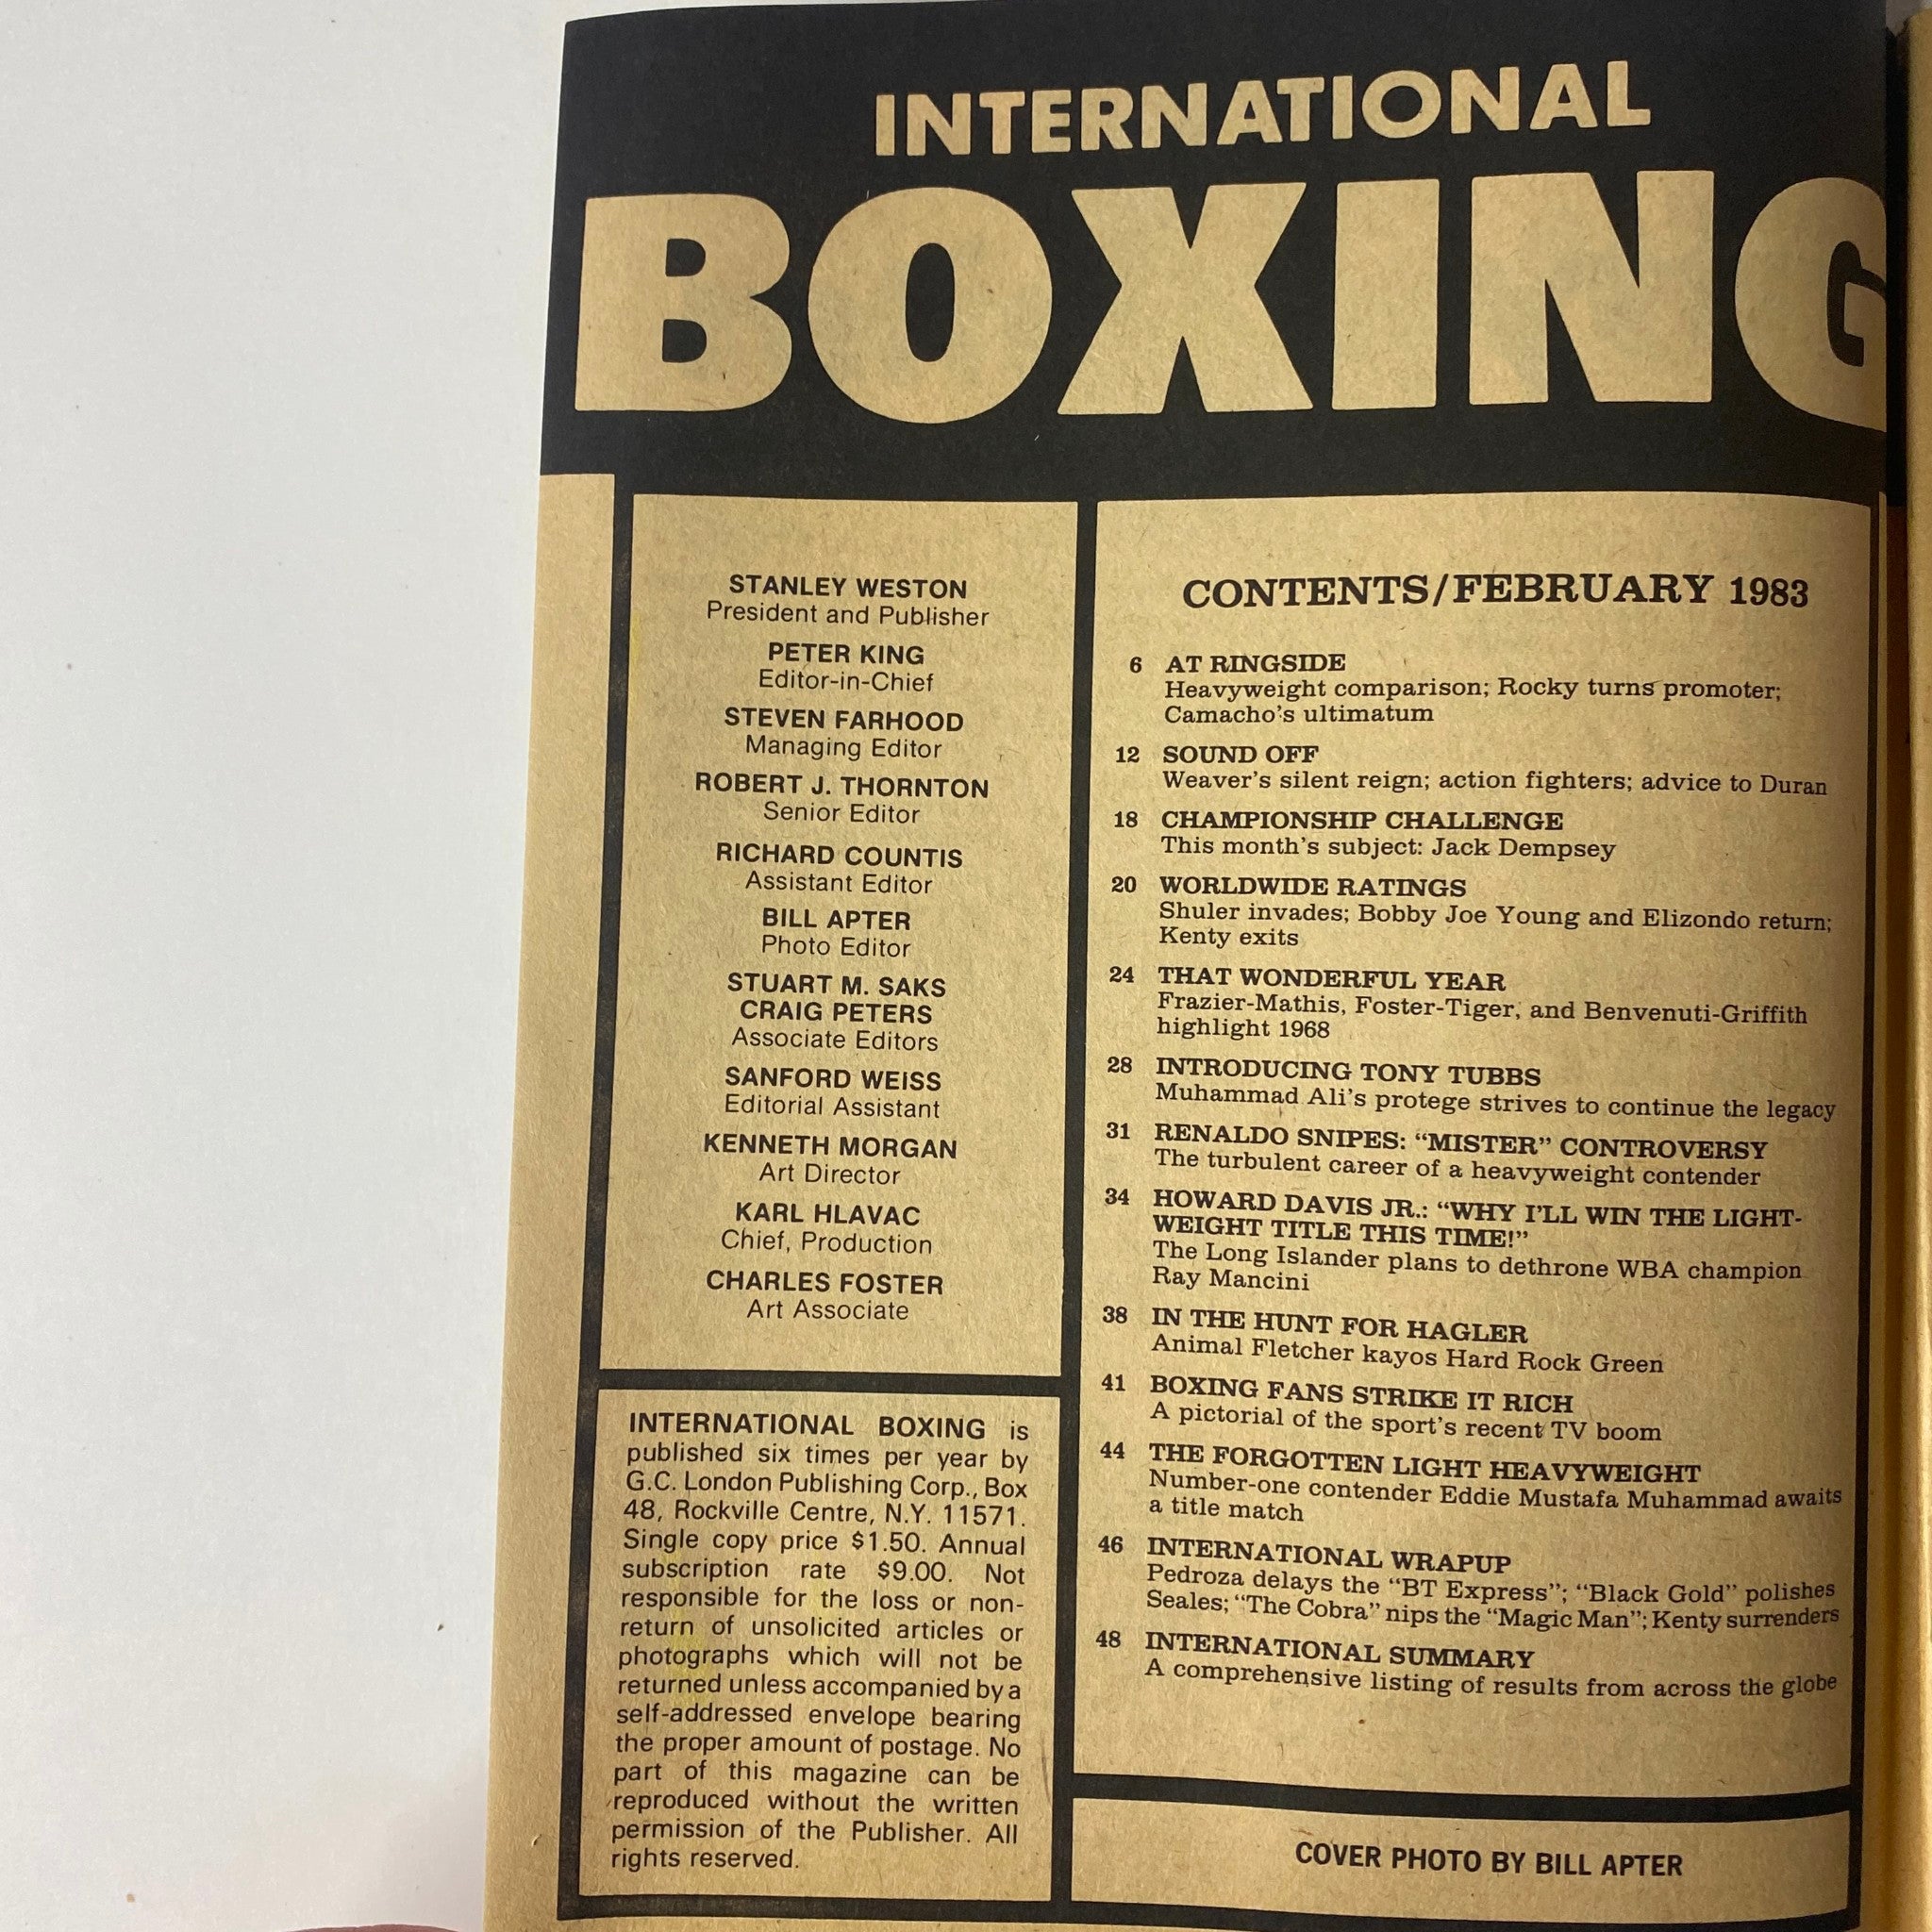 INTERNATIONAL
BOXING
STANLEY WESTON
President and Publisher
PETER KING
Editor-in-Chief
STEVEN FARHOOD
Managing Editor
ROBERT J. THORNTON
Senior Editor
RICHARD COUNTIS
Assistant Editor
BILL APTER
Photo Editor
STUART M. SAKS
CRAIG PETERS
Associate Editors
SANFORD WEISS
Editorial Assistant
KENNETH MORGAN
Art Director
KARL HLAVAC
Chief, Production
CHARLES FOSTER
Art Associate
INTERNATIONAL BOXING is
published six times per year by
G.C. London Publishing Corp., Box
48, Rockville Centre, N.Y. 11571.
Single copy price $1.50. Annual
subscription rate $9.00. Not
responsible for the loss or non-
return of unsolicited articles or
photographs which will not be
returned unless accompanied by a
self-addressed envelope bearing
the proper amount of postage. No
part of this magazine can be
reproduced without the written
permission of the Publisher. All
rights reserved.
CONTENTS/FEBRUARY 1983
6 AT RINGSIDE
Heavyweight comparison; Rocky turns promoter;
Camacho's ultimatum
12 SOUND OFF
Weaver's silent reign; action fighters; advice to Duran
18 CHAMPIONSHIP CHALLENGE
This month's subject: Jack Dempsey
20 WORLDWIDE RATINGS
Shuler invades; Bobby Joe Young and Elizondo return;
Kenty exits
24 THAT WONDERFUL YEAR
Frazier-Mathis, Foster-Tiger, and Benvenuti-Griffith
highlight 1968
28 INTRODUCING TONY TUBBS
Muhammad Ali's protege strives to continue the legacy
31 RENALDO SNIPES: "MISTER" CONTROVERSY
The turbulent career of a heavyweight contender
34 HOWARD DAVIS JR.: "WHY I'LL WIN THE LIGHT-
WEIGHT TITLE THIS TIME!"
The Long Islander plans to dethrone WBA champion
Ray Mancini
38 IN THE HUNT FOR HAGLER
Animal Fletcher kayos Hard Rock Green
41 BOXING FANS STRIKE IT RICH
A pictorial of the sport's recent TV boom
44 THE FORGOTTEN LIGHT HEAVYWEIGHT
Number-one contender Eddie Mustafa Muhammad awaits
a title match
46 INTERNATIONAL WRAPUP
Pedroza delays the "BT Express"; "Black Gold" polishes
Seales; "The Cobra" nips the "Magic Man"; Kenty surrenders
48 INTERNATIONAL SUMMARY
A comprehensive listing of results from across the globe
COVER PHOTO BY BILL APTER